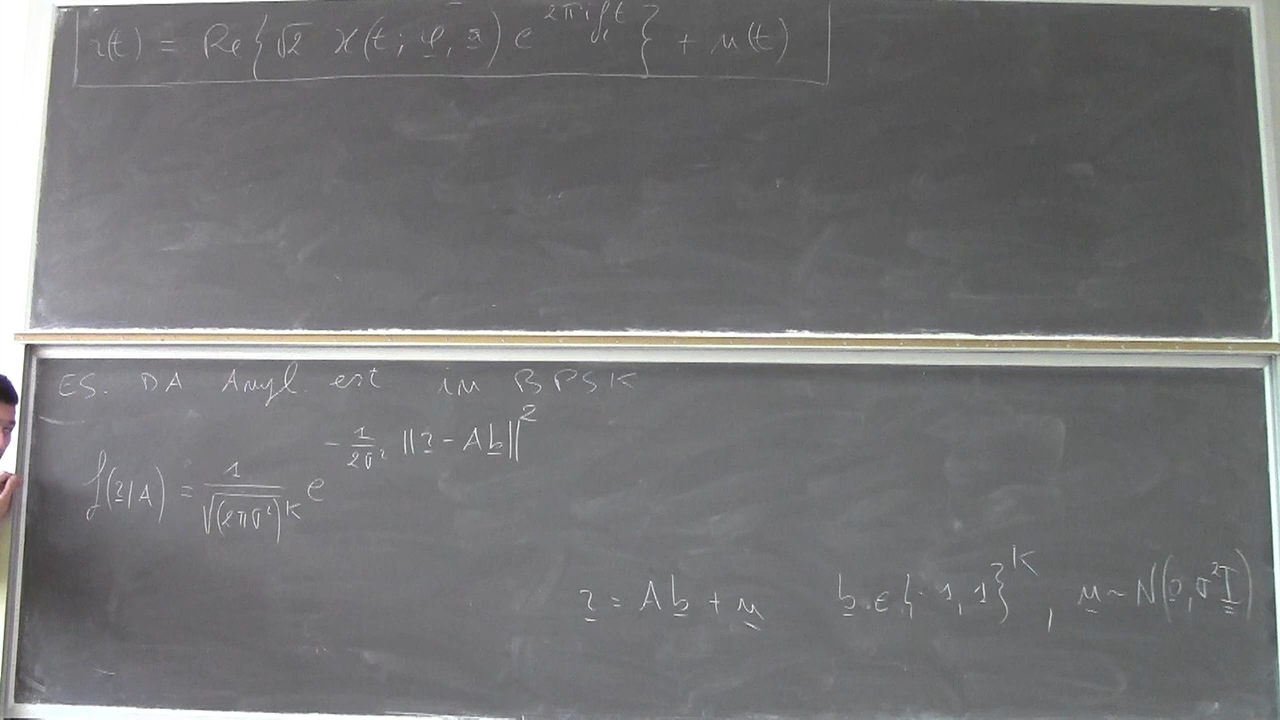 r(t) = Re{√2 x(t; φ, a) e^{2πi f_c t}} + n(t)
ES. DA Ampl. est in BPSK
f(r|A) = 1/√((2πσ²)^K) e^{-1/(2σ²) ||r - Ab||²}
r = Ab + n b ∈ {-1, 1}^K, n ~ N(0, σ²I)